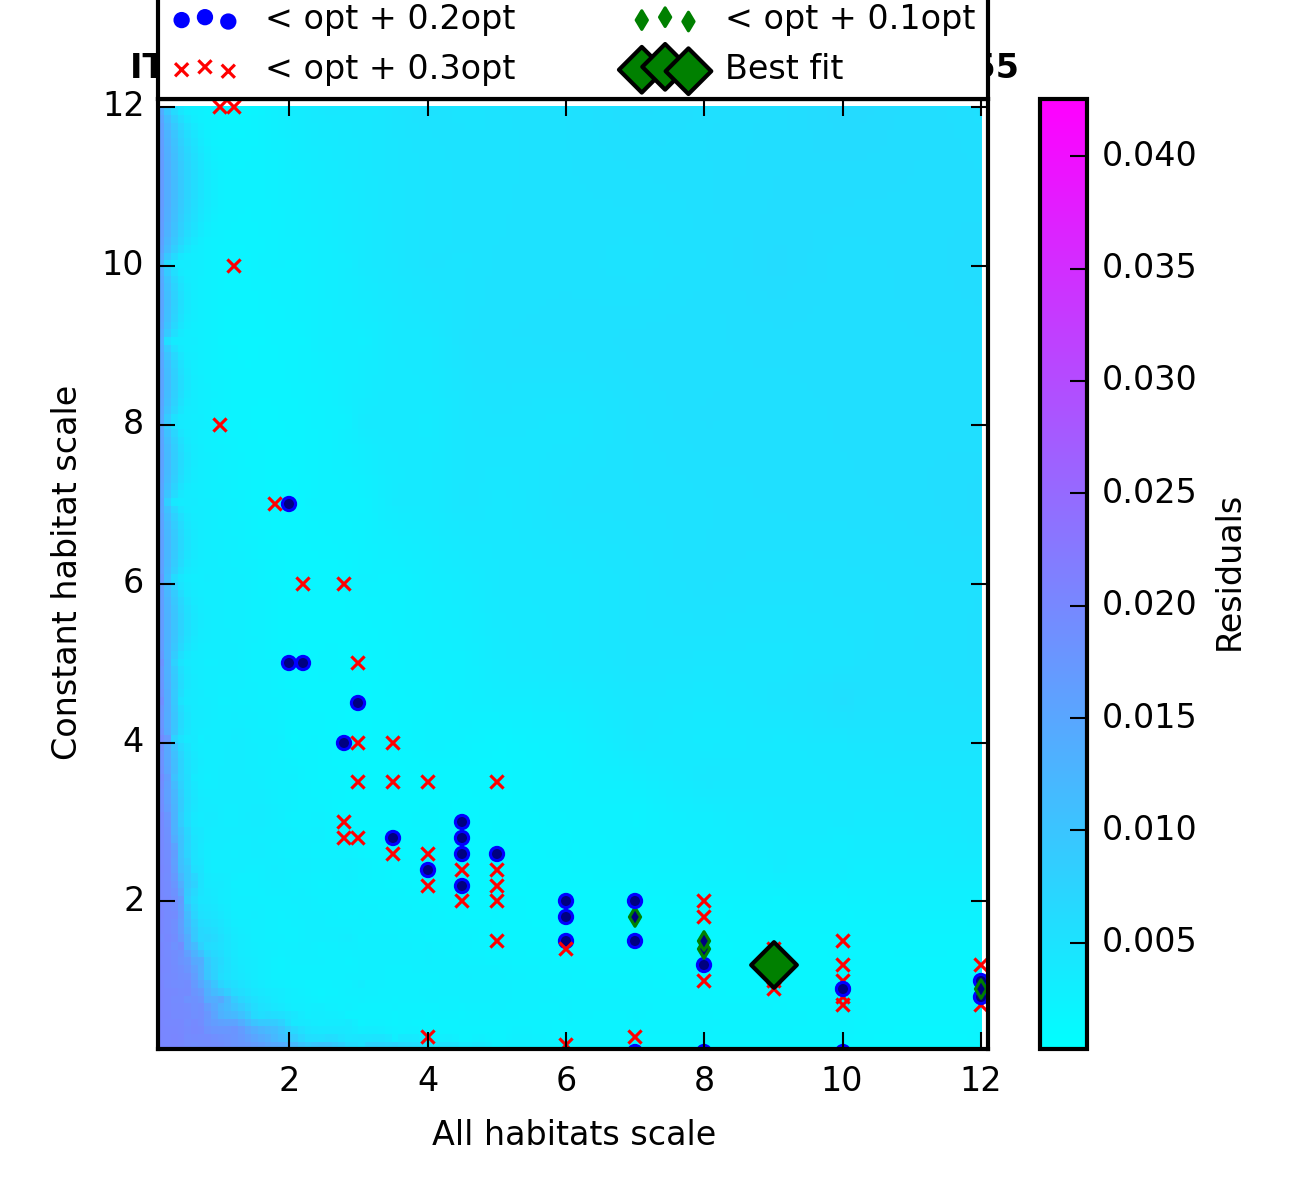 < opt + 0.2opt
< opt + 0.1opt
< opt + 0.3opt
Best fit
12
10
8
6
4
2
Constant habitat scale
2 4 6 8 10 12
All habitats scale
0.040
0.035
0.030
0.025
0.020
0.015
0.010
0.005
Residuals